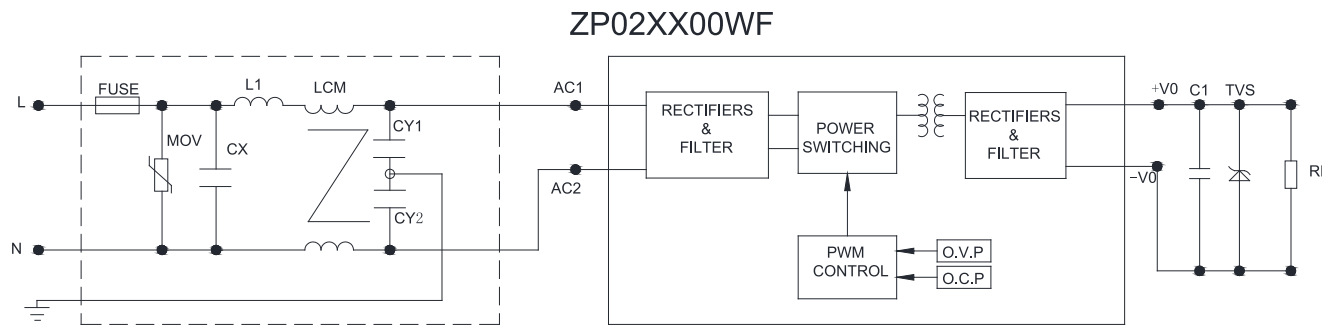 ZP02XX00WF
FUSE
L1
LCM
L
MOV
CX
CY1
CY2
N
AC1
AC2
RECTIFIERS
&
FILTER
POWER
SWITCHING
RECTIFIERS
&
FILTER
PWM
CONTROL
O.V.P
O.C.P
+V0
C1
TVS
−V0